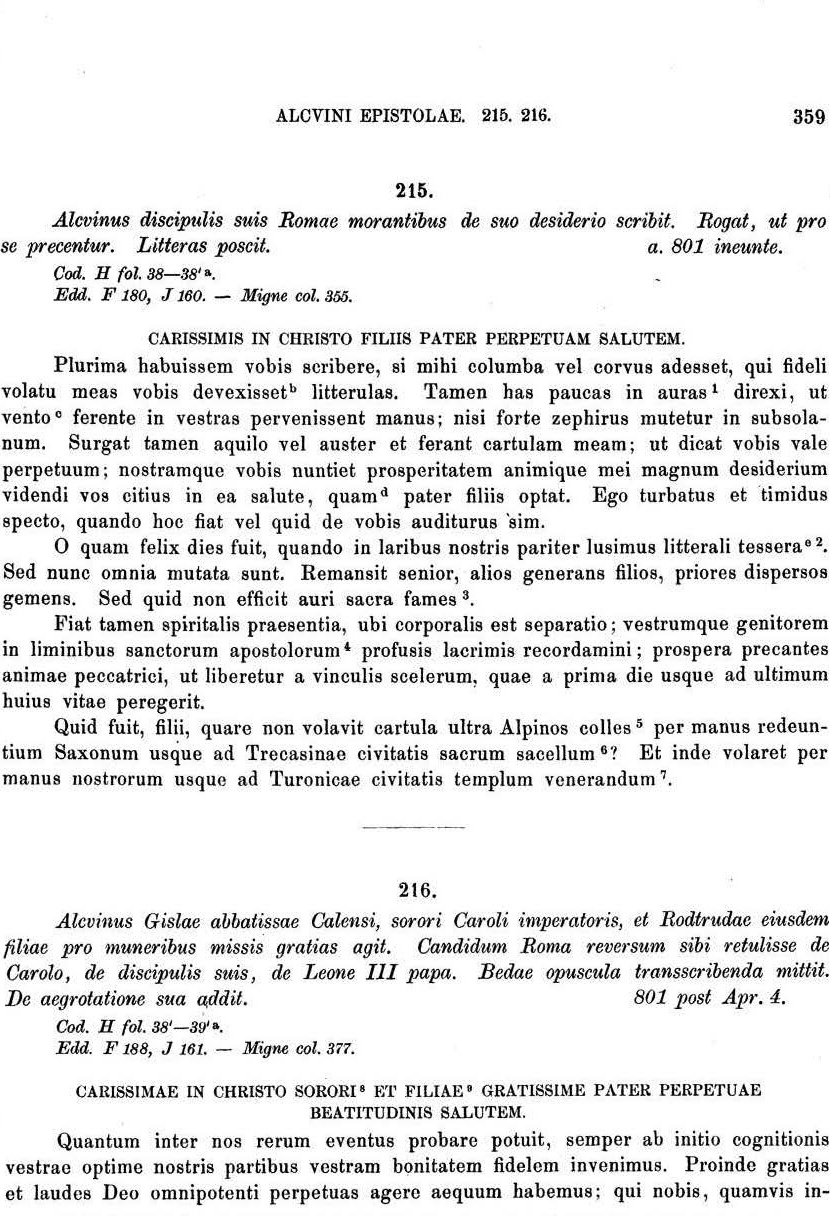 ALCVINI EPISTOLAE. 215. 216. 359
215.
Alcvinus discipulis suis Romae morantibus de suo desiderio scribit. Rogat, ut pro
se precentur. Litteras poscit. a. 801 ineunte.
Cod. H fol. 38—38' a.
Edd. F 180, J 160. — Migne col. 355.
CARISSIMIS IN CHRISTO FILIIS PATER PERPETUAM SALUTEM.
Plurima habuissem vobis scribere, si mihi columba vel corvus adesset, qui fideli
volatu meas vobis devexisset b litterulas. Tamen has paucas in auras 1 direxi, ut
vento c ferente in vestras pervenissent manus; nisi forte zephirus mutetur in subsola-
num. Surgat tamen aquilo vel auster et ferant cartulam meam; ut dicat vobis vale
perpetuum; nostramque vobis nuntiet prosperitatem animique mei magnum desiderium
videndi vos citius in ea salute, quam d pater filiis optat. Ego turbatus et timidus
specto, quando hoc fiat vel quid de vobis auditurus sim.
O quam felix dies fuit, quando in laribus nostris pariter lusimus litterali tessera e 2.
Sed nunc omnia mutata sunt. Remansit senior, alios generans filios, priores dispersos
gemens. Sed quid non efficit auri sacra fames 3.
Fiat tamen spiritalis praesentia, ubi corporalis est separatio; vestrumque genitorem
in liminibus sanctorum apostolorum 4 profusis lacrimis recordamini; prospera precantes
animae peccatrici, ut liberetur a vinculis scelerum, quae a prima die usque ad ultimum
huius vitae peregerit.
Quid fuit, filii, quare non volavit cartula ultra Alpinos colles 5 per manus redeun-
tium Saxonum usque ad Trecasinae civitatis sacrum sacellum 6? Et inde volaret per
manus nostrorum usque ad Turonicae civitatis templum venerandum 7.
216.
Alcvinus Gislae abbatissae Calensi, sorori Caroli imperatoris, et Rodtrudae eiusdem
filiae pro muneribus missis gratias agit. Candidum Roma reversum sibi retulisse de
Carolo, de discipulis suis, de Leone III papa. Bedae opuscula transscribenda mittit.
De aegrotatione sua addit. 801 post Apr. 4.
Cod. H fol. 38'—39' a.
Edd. F 188, J 161. — Migne col. 377.
CARISSIMAE IN CHRISTO SORORI 8 ET FILIAE 9 GRATISSIME PATER PERPETUAE
BEATITUDINIS SALUTEM.
Quantum inter nos rerum eventus probare potuit, semper ab initio cognitionis
vestrae optime nostris partibus vestram bonitatem fidelem invenimus. Proinde gratias
et laudes Deo omnipotenti perpetuas agere aequum habemus; qui nobis, quamvis in-